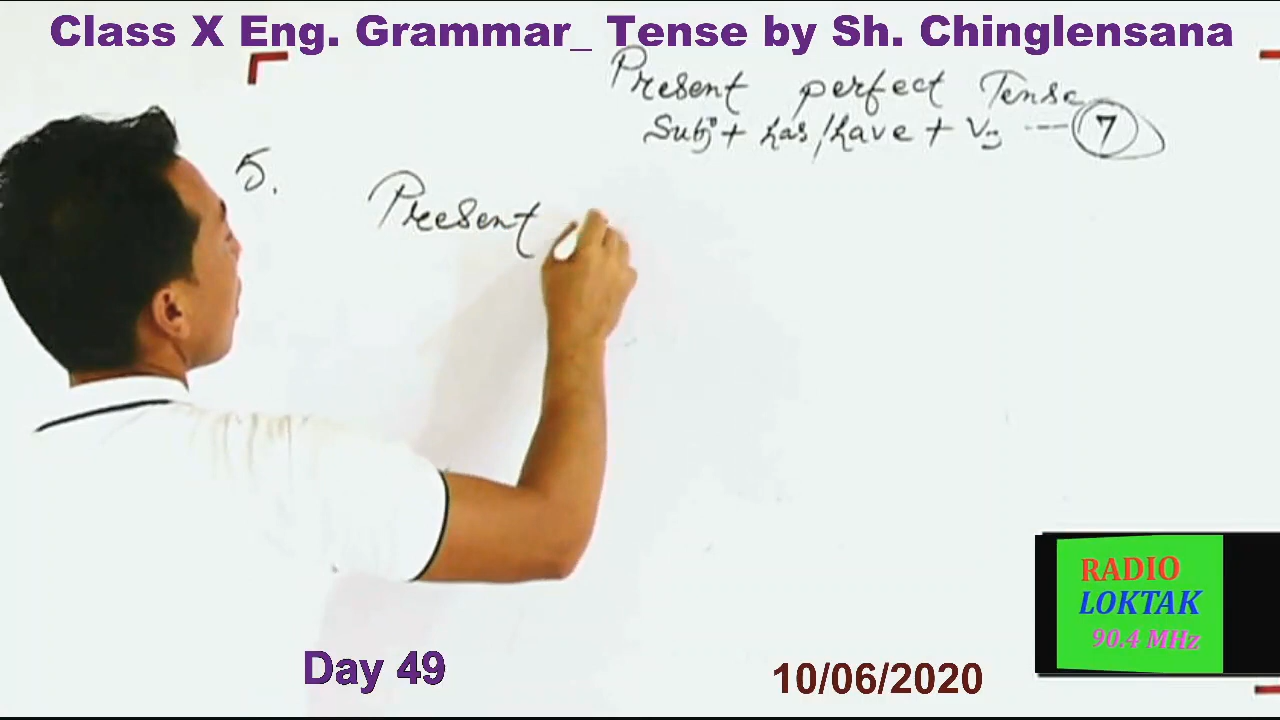 Class X Eng. Grammar_ Tense by Sh. Chinglensana
Present perfect Tense
Subj + has/have + V3 --- 7
5. Present
RADIO
LOKTAK
90.4 MHz
Day 49
10/06/2020